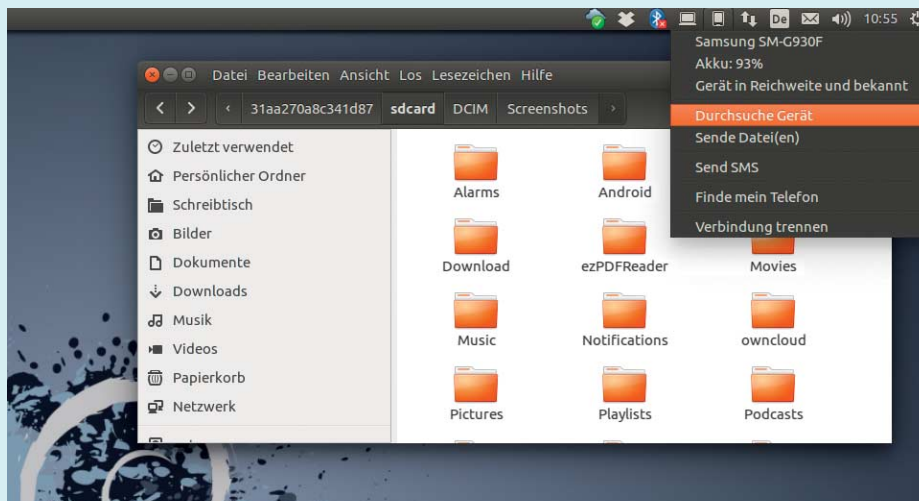 De 10:55
Samsung SM-G930F
Akku: 93%
Gerät in Reichweite und bekannt
Durchsuche Gerät
Sende Datei(en)
Send SMS
Finde mein Telefon
Verbindung trennen
Datei Bearbeiten Ansicht Los Lesezeichen Hilfe
31aa270a8c341d87 sdcard DCIM Screenshots
Zuletzt verwendet
Persönlicher Ordner
Schreibtisch
Bilder
Dokumente
Downloads
Musik
Videos
Papierkorb
Netzwerk
Alarms Android
Download ezPDFReader Movies
Music Notifications owncloud
Pictures Playlists Podcasts